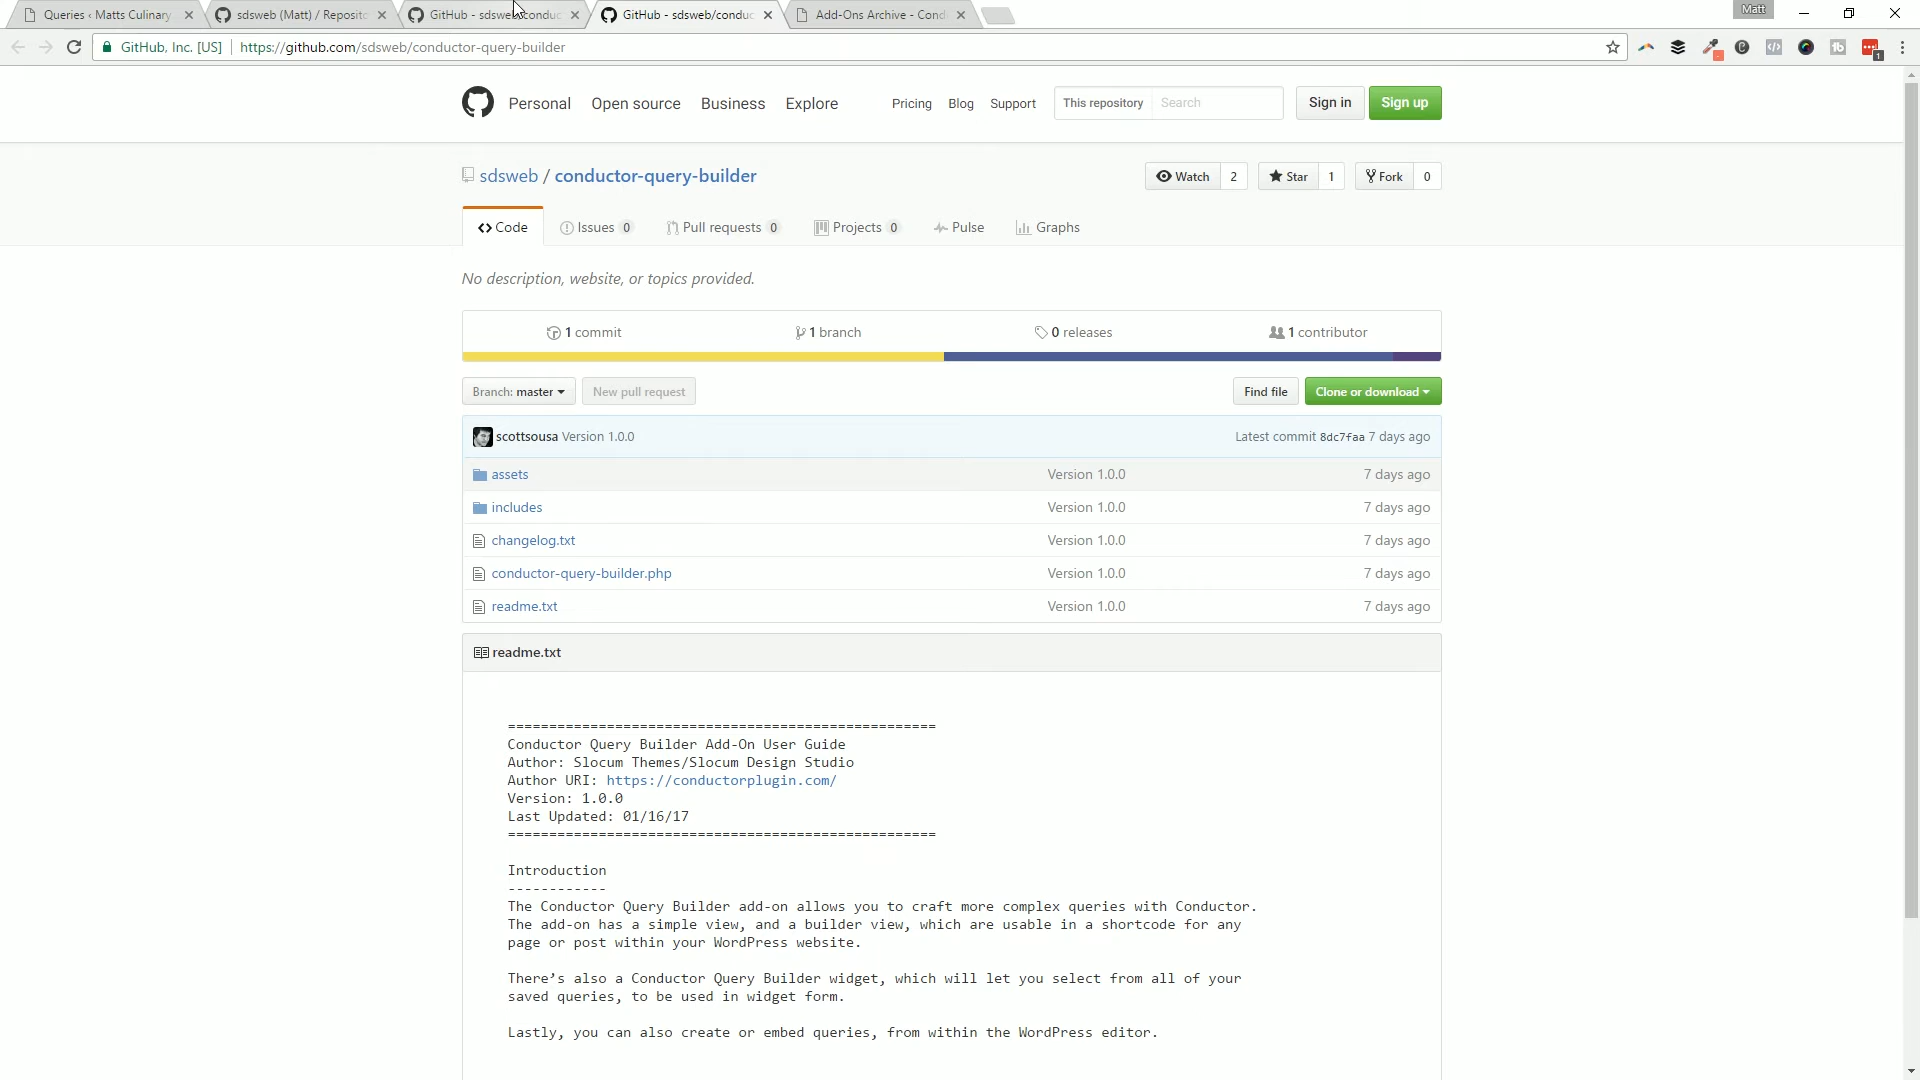 Queries ‹ Matts Culinary
sdsweb (Matt) / Reposito
GitHub - sdsweb/conduc
GitHub - sdsweb/conduc
Add-Ons Archive - Cond
Matt
GitHub, Inc. [US]
https://github.com/sdsweb/conductor-query-builder
1
Personal Open source Business Explore Pricing Blog Support This repository Search Sign in Sign up
sdsweb / conductor-query-builder
Watch 2 Star 1 Fork 0
Code Issues 0 Pull requests 0 Projects 0 Pulse Graphs
No description, website, or topics provided.
1 commit 1 branch 0 releases 1 contributor
Branch: master New pull request Find file Clone or download
scottsousa Version 1.0.0 Latest commit 8dc7faa 7 days ago
assets Version 1.0.0 7 days ago
includes Version 1.0.0 7 days ago
changelog.txt Version 1.0.0 7 days ago
conductor-query-builder.php Version 1.0.0 7 days ago
readme.txt Version 1.0.0 7 days ago
readme.txt
====================================================
Conductor Query Builder Add-On User Guide
Author: Slocum Themes/Slocum Design Studio
Author URI: https://conductorplugin.com/
Version: 1.0.0
Last Updated: 01/16/17
====================================================
Introduction
------------
The Conductor Query Builder add-on allows you to craft more complex queries with Conductor.
The add-on has a simple view, and a builder view, which are usable in a shortcode for any
page or post within your WordPress website.
There’s also a Conductor Query Builder widget, which will let you select from all of your
saved queries, to be used in widget form.
Lastly, you can also create or embed queries, from within the WordPress editor.